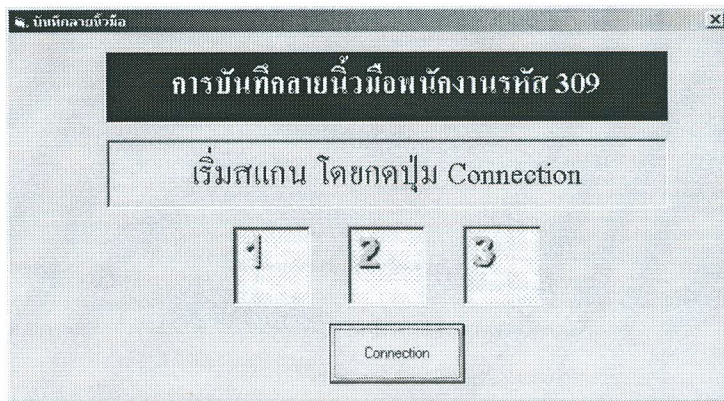 บันทึกลายนิ้วมือ
การบันทึกลายนิ้วมือพนักงานรหัส 309
เริ่มสแกน โดยกดปุ่ม Connection
1 2 3
Connection